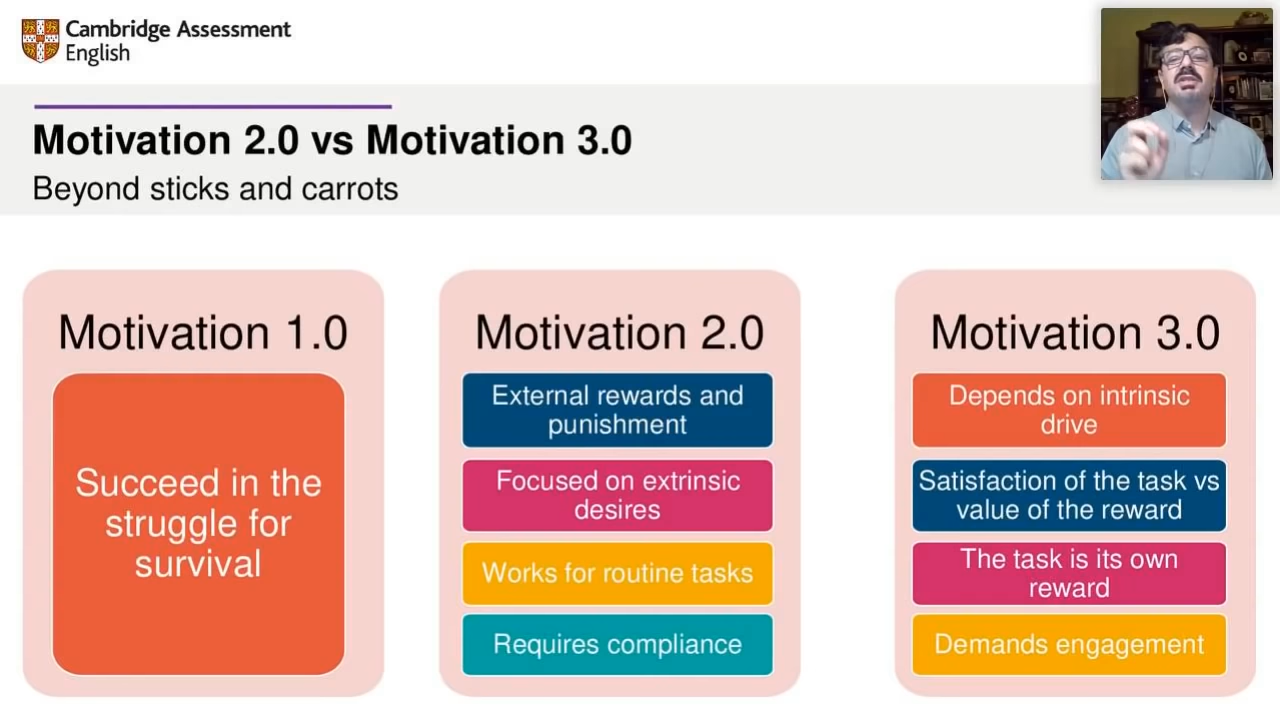 Cambridge Assessment
English
Motivation 2.0 vs Motivation 3.0
Beyond sticks and carrots
Motivation 1.0
Succeed in the
struggle for
survival
Motivation 2.0
External rewards and
punishment
Focused on extrinsic
desires
Works for routine tasks
Requires compliance
Motivation 3.0
Depends on intrinsic
drive
Satisfaction of the task vs
value of the reward
The task is its own
reward
Demands engagement